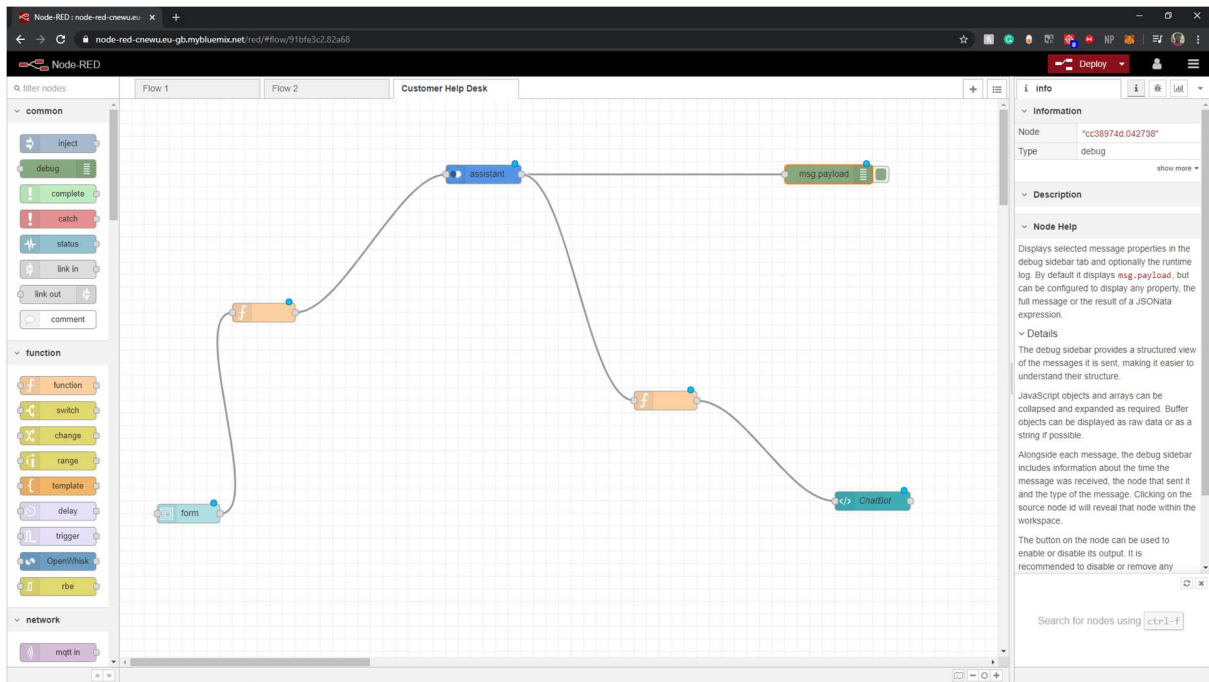 Node-RED : node-red-cnewu.eu-
node-red-cnewu.eu-gb.mybluemix.net/red/#flow/91bfe3c2.82a68
NP
0
Node-RED
Deploy
filter nodes
common
inject
debug
complete
catch
status
link in
link out
comment
function
function
switch
change
range
template
delay
trigger
OpenWhisk
rbe
network
mqtt in
Flow 1
Flow 2
Customer Help Desk
assistant
msg.payload
f
f
form
</> ChatBot
i info
i
Information
Node "cc38974d.042738"
Type debug
show more
Description
Node Help
Displays selected message properties in the
debug sidebar tab and optionally the runtime
log. By default it displays msg.payload, but
can be configured to display any property, the
full message or the result of a JSONata
expression.
Details
The debug sidebar provides a structured view
of the messages it is sent, making it easier to
understand their structure.
JavaScript objects and arrays can be
collapsed and expanded as required. Buffer
objects can be displayed as raw data or as a
string if possible.
Alongside each message, the debug sidebar
includes information about the time the
message was received, the node that sent it
and the type of the message. Clicking on the
source node id will reveal that node within the
workspace.
The button on the node can be used to
enable or disable its output. It is
recommended to disable or remove any
Search for nodes using ctrl-f